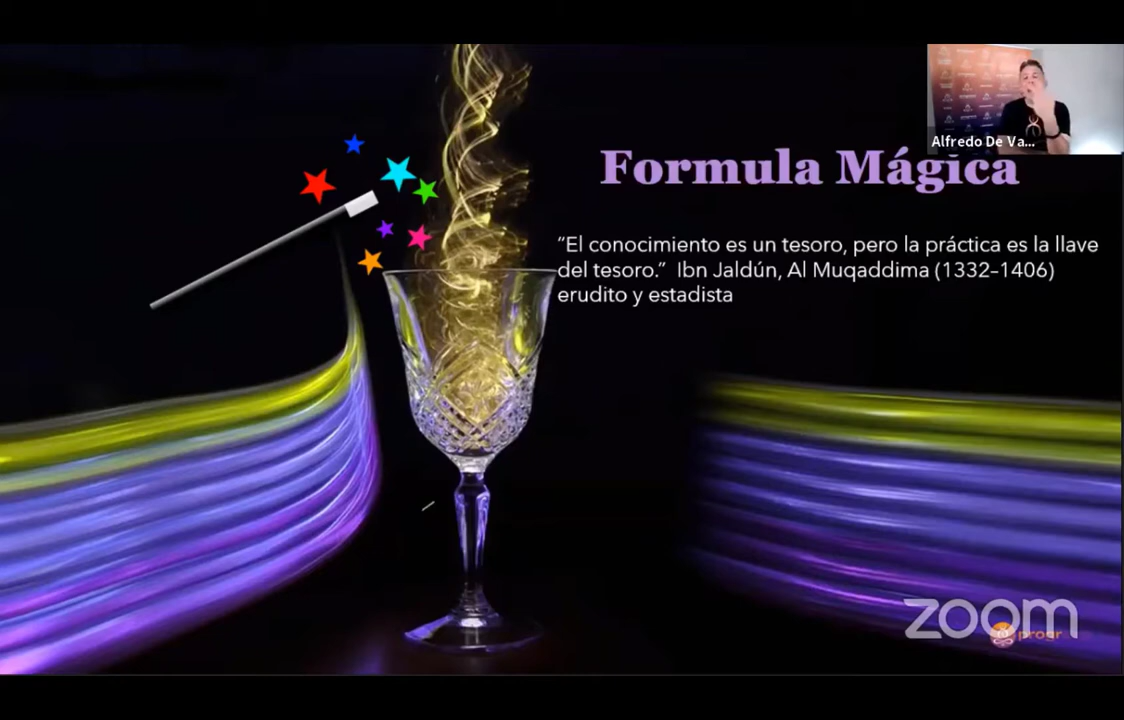 Alfredo De Va...
Formula Mágica
“El conocimiento es un tesoro, pero la práctica es la llave
del tesoro.” Ibn Jaldún, Al Muqaddima (1332–1406)
erudito y estadista
zoom